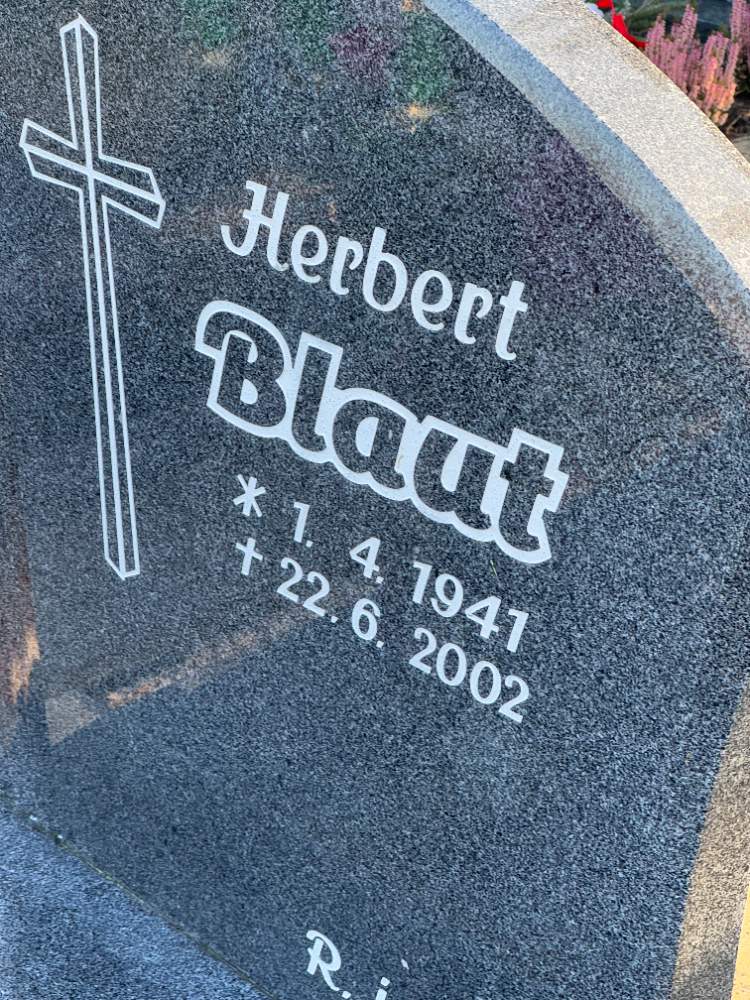 Herbert
Blaut
* 1. 4. 1941
† 22. 6. 2002
R. i.